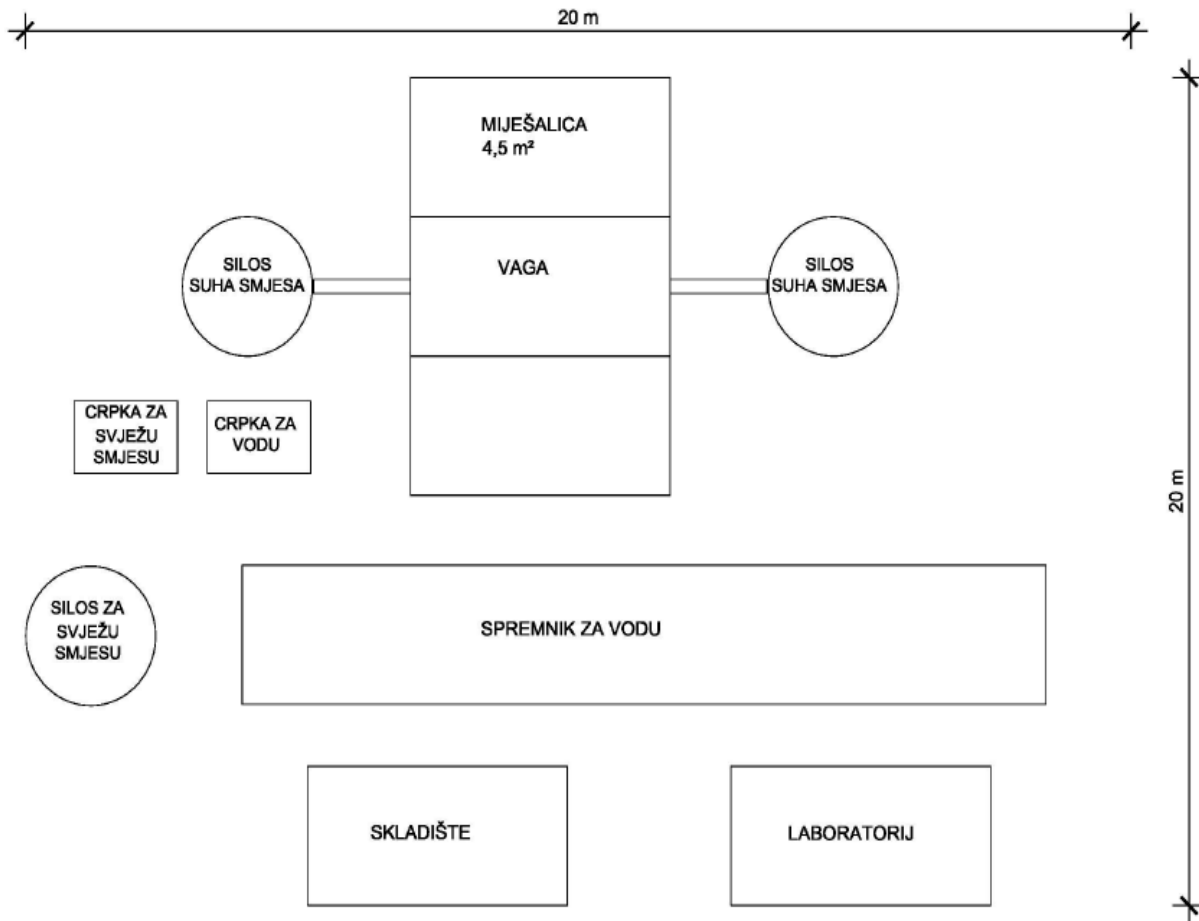 20 m
MIJEŠALICA
4,5 m²
SILOS
SUHA SMJESA
VAGA
SILOS
SUHA SMJESA
CRPKA ZA
SVJEŽU
SMJESU
CRPKA ZA
VODU
20 m
SILOS ZA
SVJEŽU
SMJESU
SPREMNIK ZA VODU
SKLADIŠTE
LABORATORIJ